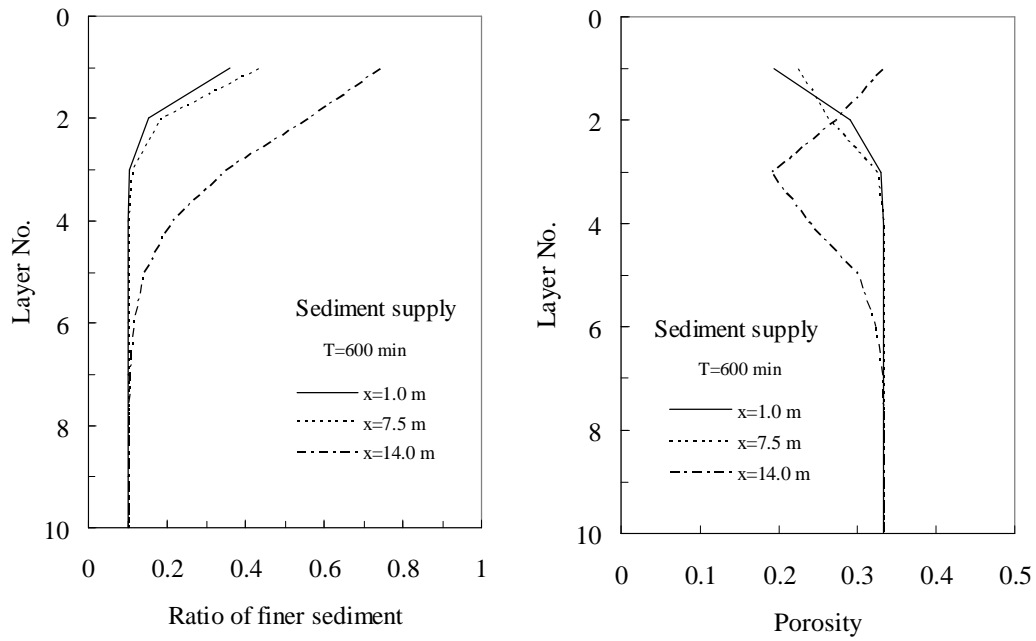 0
2
4
6
8
10
Layer No.
Sediment supply
T=600 min
x=1.0 m
x=7.5 m
x=14.0 m
0 0.2 0.4 0.6 0.8 1
Ratio of finer sediment
0
2
4
6
8
10
Layer No.
Sediment supply
T=600 min
x=1.0 m
x=7.5 m
x=14.0 m
0 0.1 0.2 0.3 0.4 0.5
Porosity